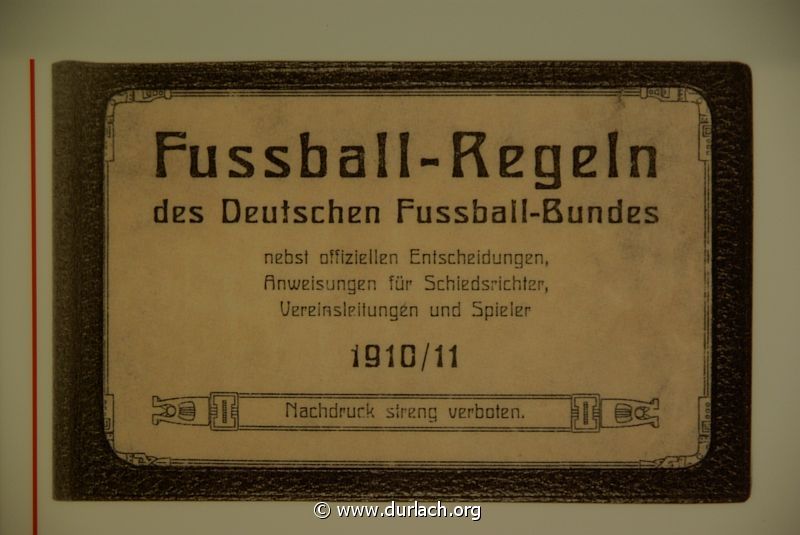 Fussball-Regeln
des Deutschen Fussball-Bundes
nebst offiziellen Entscheidungen,
Anweisungen für Schiedsrichter,
Vereinsleitungen und Spieler
1910/11
Nachdruck streng verboten.
© www.durlach.org